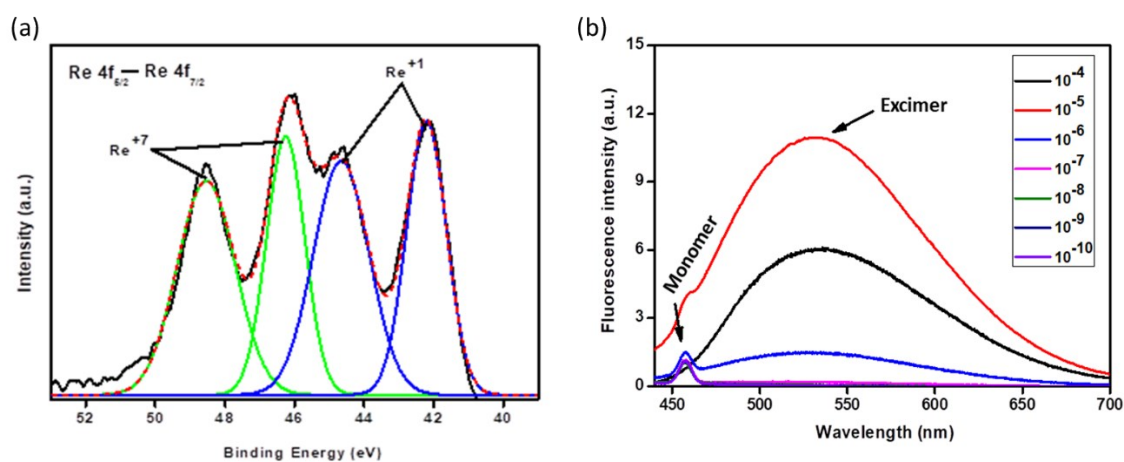 (a)
Re 4f5/2— Re 4f7/2
Re+1
Re+7
Intensity (a.u.)
52 50 48 46 44 42 40
Binding Energy (eV)
(b)
15
12
9
6
3
0
Fluorescence intensity (a.u.)
Excimer
Monomer
10-4
10-5
10-6
10-7
10-8
10-9
10-10
450 500 550 600 650 700
Wavelength (nm)